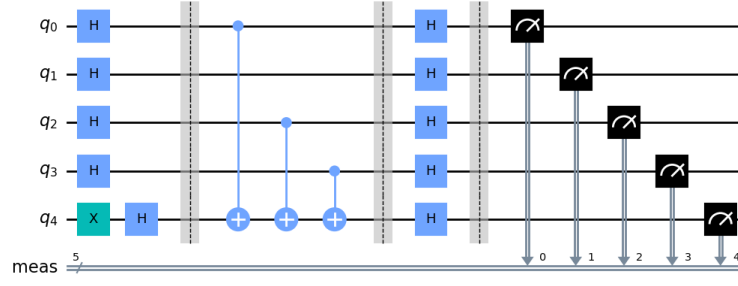 q0 H H
q1 H H
q2 H H
q3 H H
q4 X H H
meas 5 0 1 2 3 4